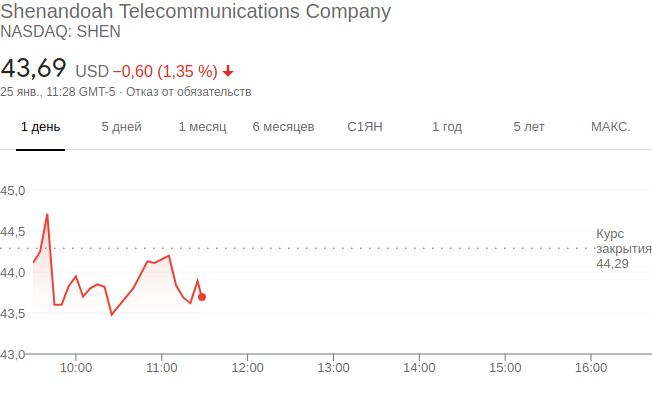 Shenandoah Telecommunications Company
NASDAQ: SHEN
43,69 USD −0,60 (1,35 %)
25 янв., 11:28 GMT-5 · Отказ от обязательств
1 день 5 дней 1 месяц 6 месяцев С1ЯН 1 год 5 лет МАКС.
45,0
44,5
44,0
43,5
43,0
Курс
закрытия
44,29
10:00 11:00 12:00 13:00 14:00 15:00 16:00